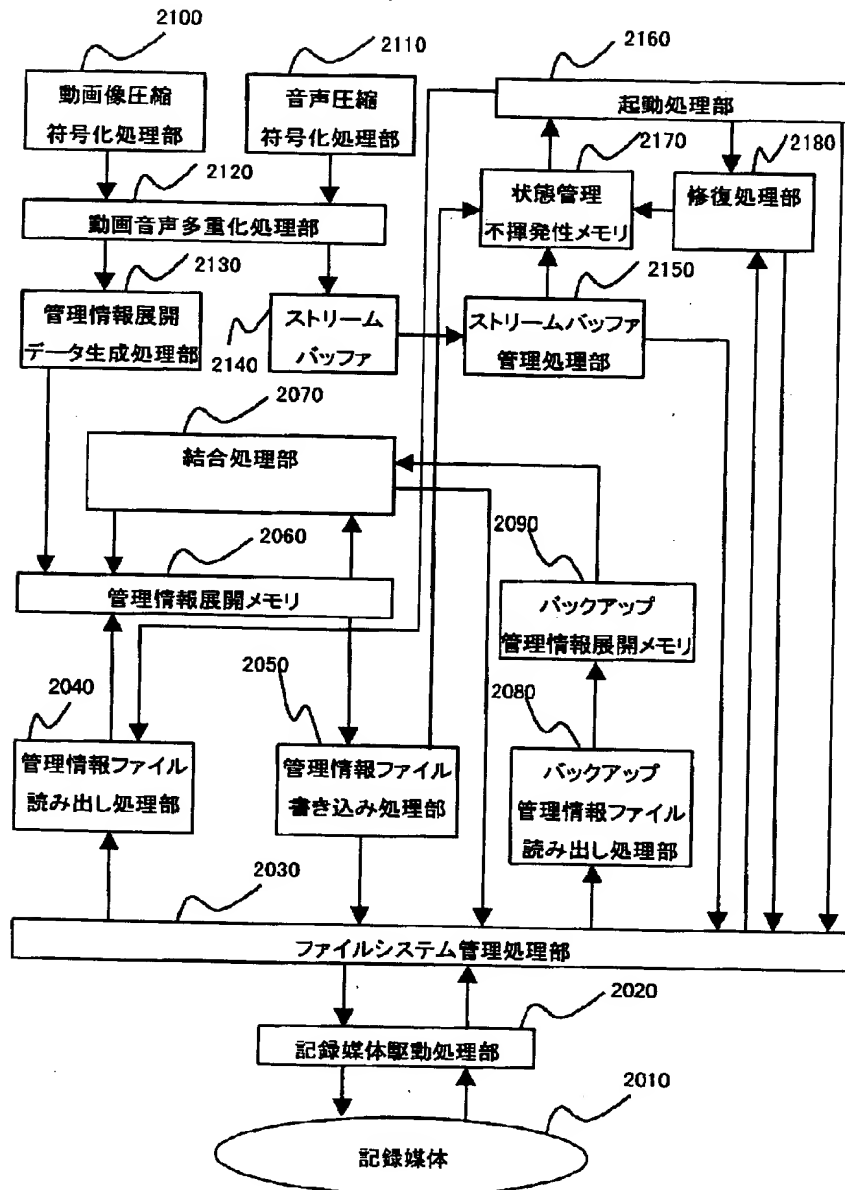 2100
動画像圧縮
符号化処理部
2110
音声圧縮
符号化処理部
2160
起動処理部
2120
動画音声多重化処理部
2170
状態管理
不揮発性メモリ
2180
修復処理部
2130
管理情報展開
データ生成処理部
2140
ストリーム
バッファ
2150
ストリームバッファ
管理処理部
2070
結合処理部
2060
管理情報展開メモリ
2090
バックアップ
管理情報展開メモリ
2040
管理情報ファイル
読み出し処理部
2050
管理情報ファイル
書き込み処理部
2080
バックアップ
管理情報ファイル
読み出し処理部
2030
ファイルシステム管理処理部
2020
記録媒体駆動処理部
2010
記録媒体